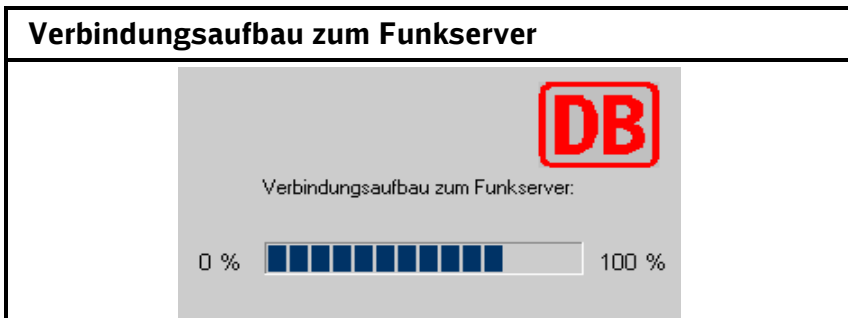 Verbindungsaufbau zum Funkserver
DB
Verbindungsaufbau zum Funkserver:
0 % 100 %